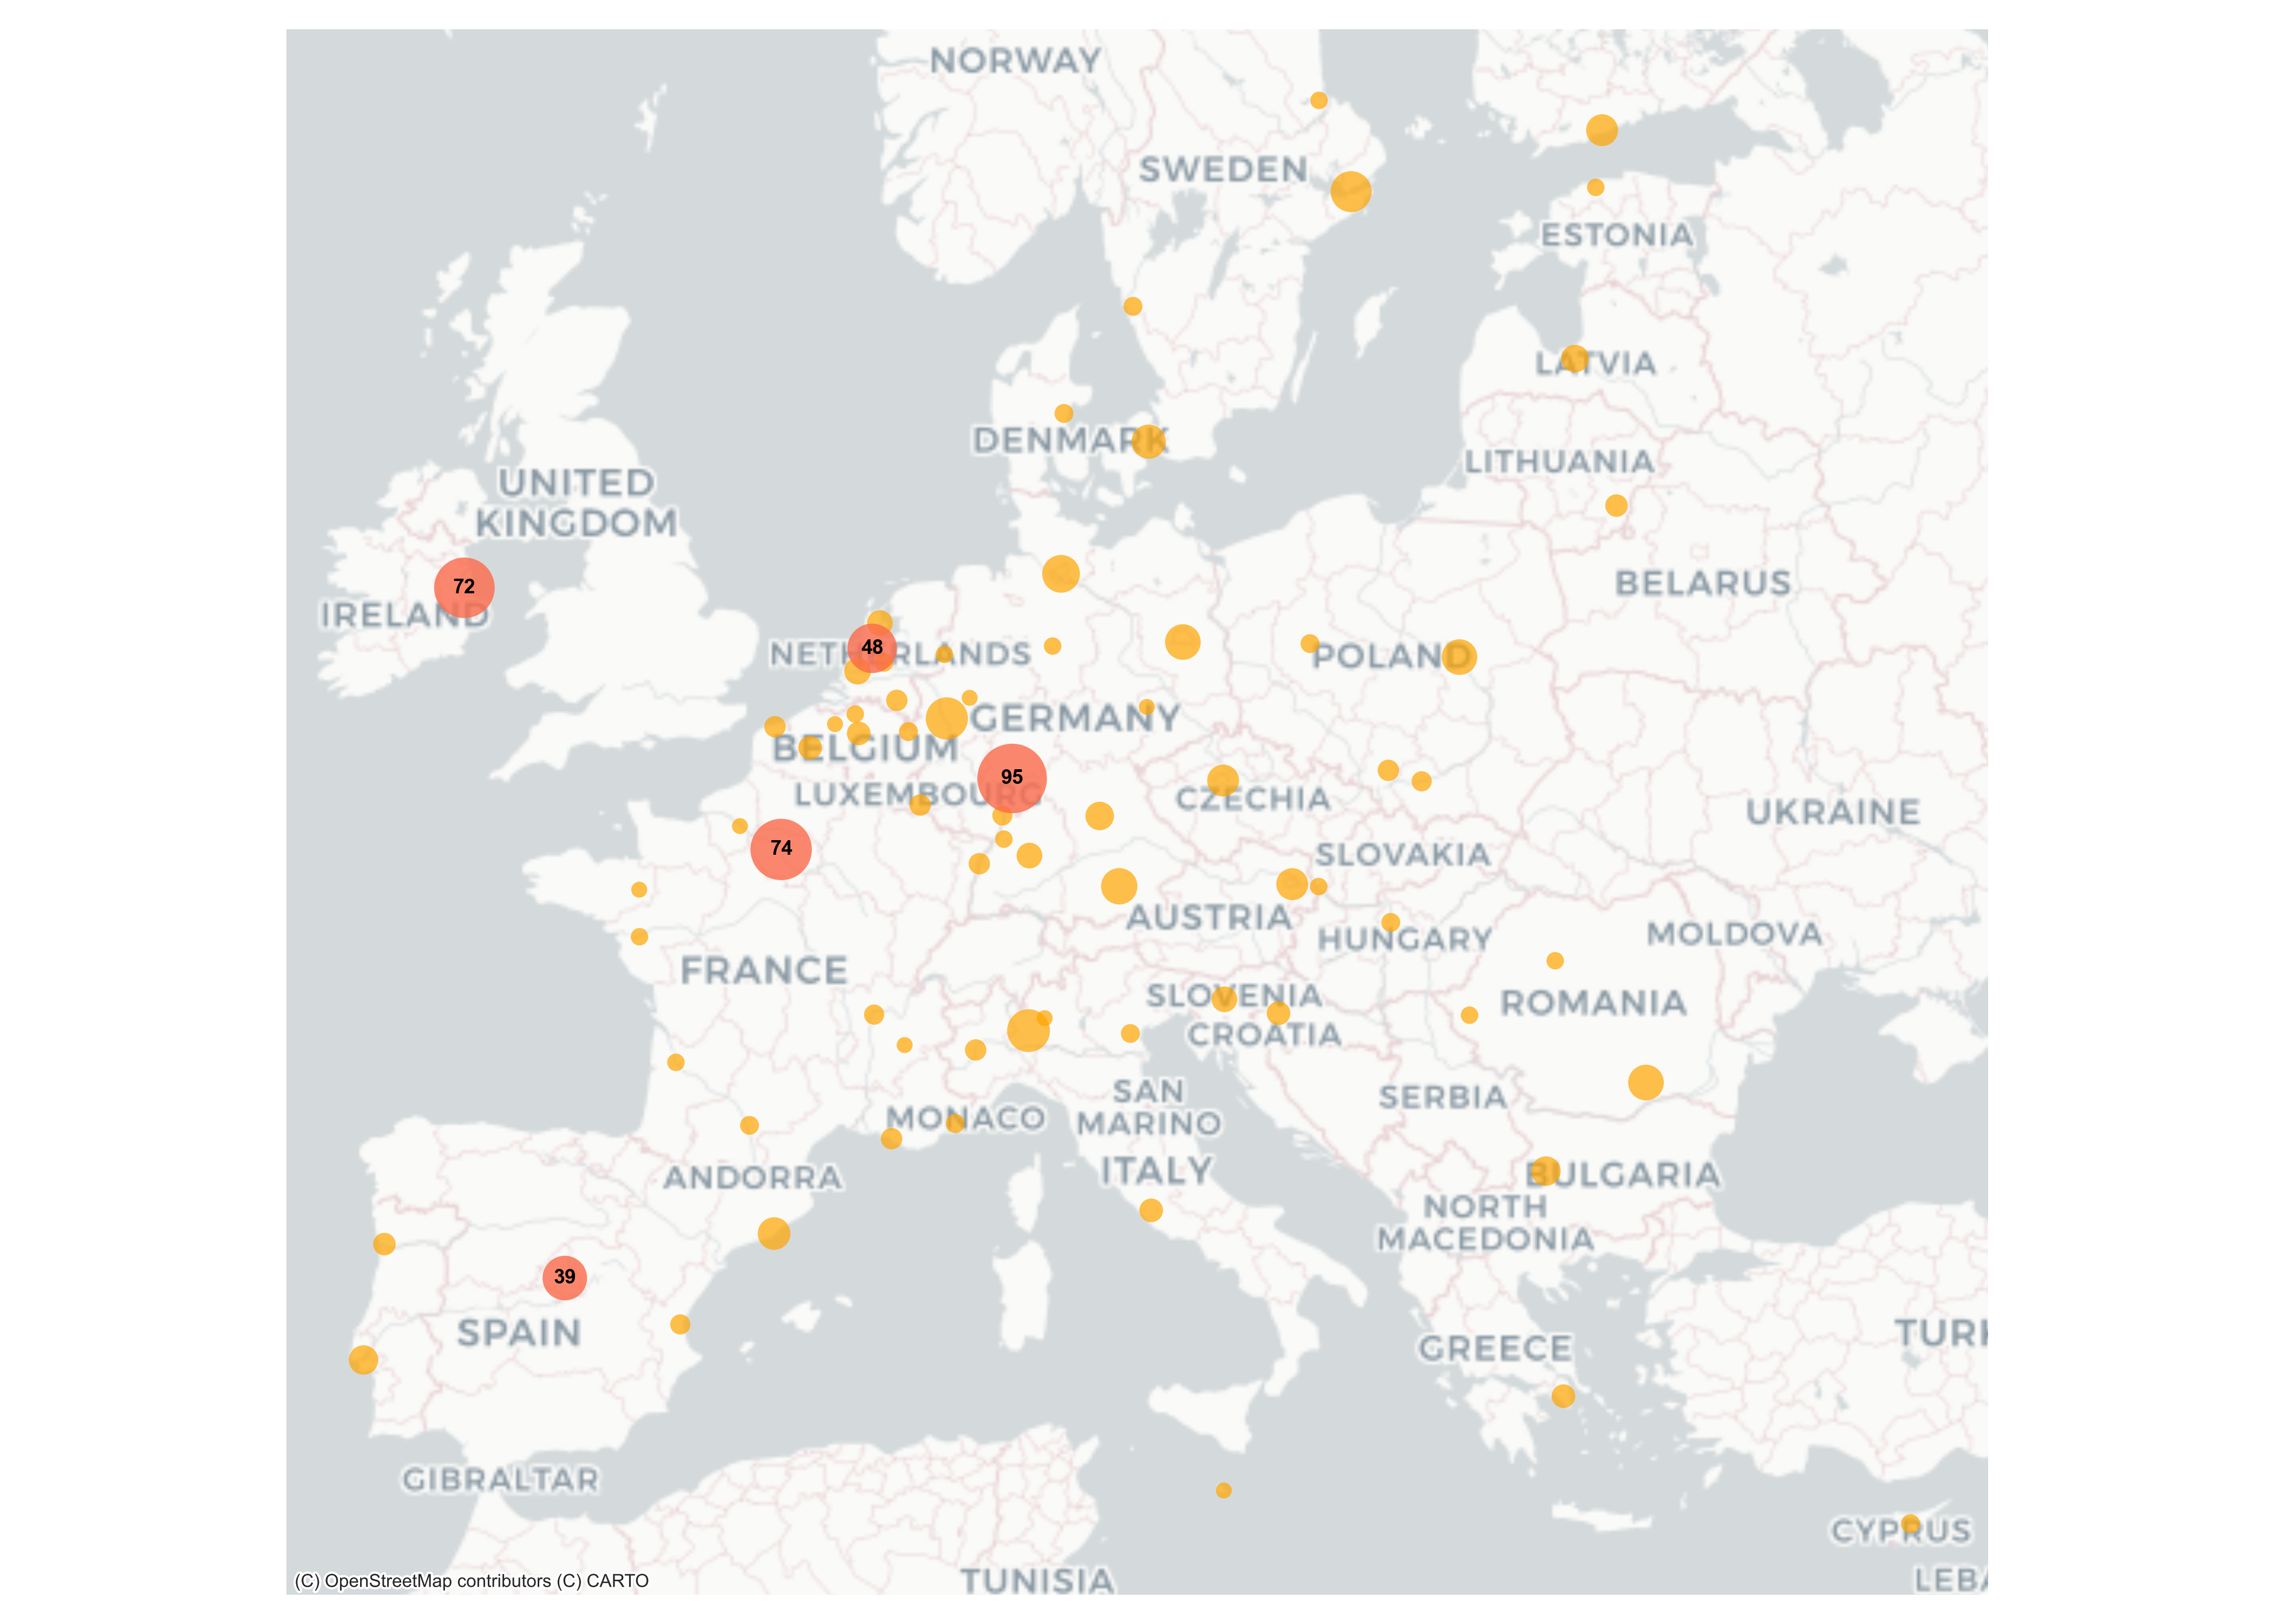 NORWAY
SWEDEN
ESTONIA
LATVIA
DENMARK
LITHUANIA
UNITED
KINGDOM
BELARUS
72
IRELAND
48
NETHERLANDS
POLAND
GERMANY
BELGIUM
95
LUXEMBOURG
CZECHIA
UKRAINE
74
SLOVAKIA
AUSTRIA
HUNGARY
MOLDOVA
FRANCE
SLOVENIA
ROMANIA
CROATIA
SAN
MARINO
SERBIA
MONACO
ITALY
ANDORRA
BULGARIA
NORTH
MACEDONIA
39
SPAIN
GREECE
TURK
GIBRALTAR
CYPRUS
(C) OpenStreetMap contributors (C) CARTO
TUNISIA
LEBA